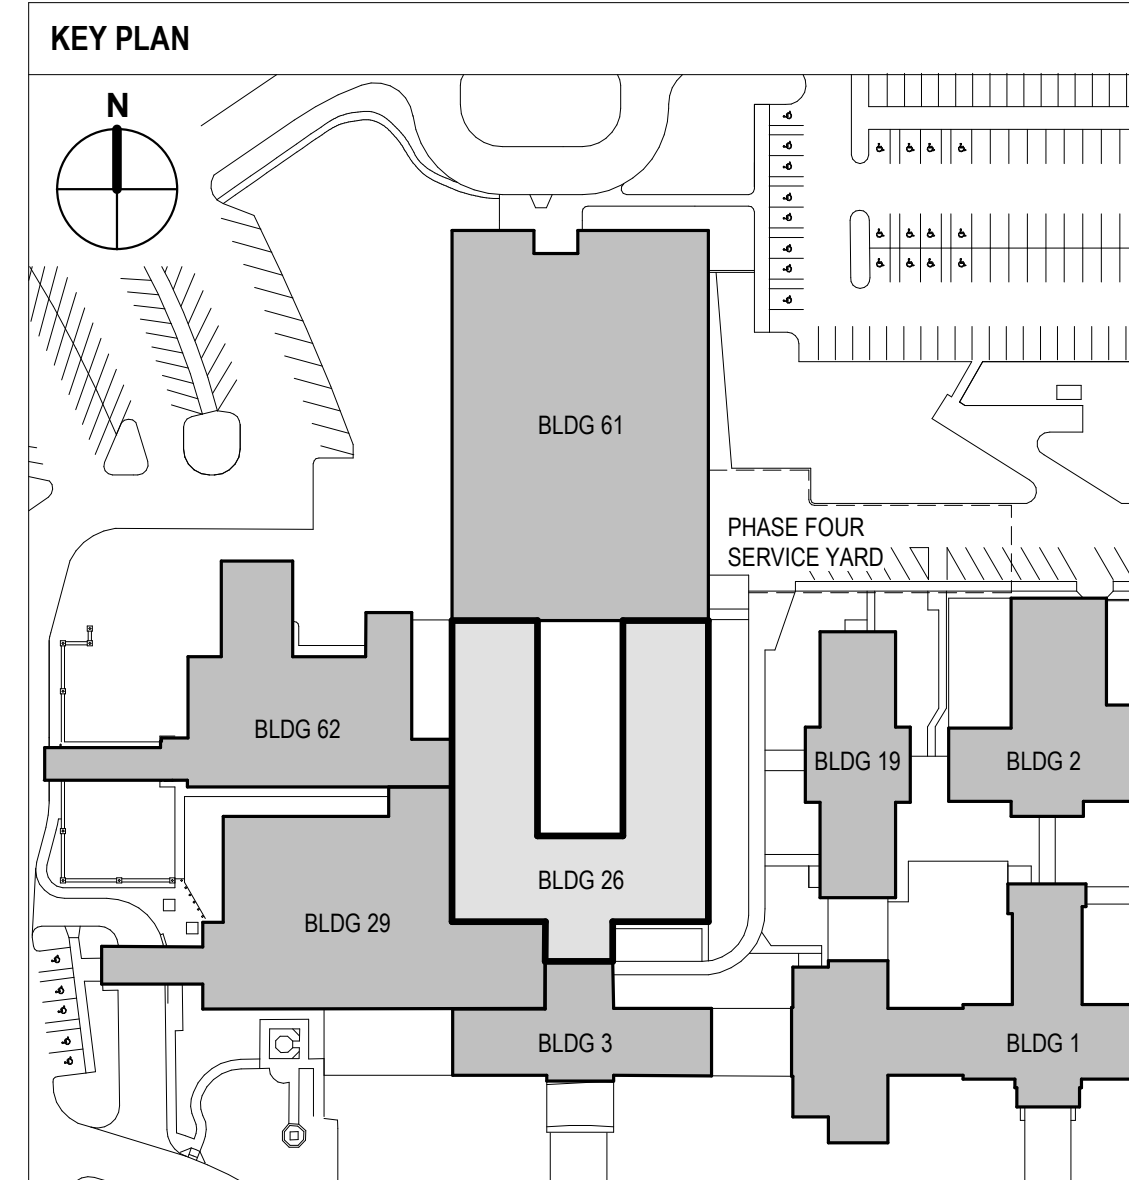 KEY PLAN
N
BLDG 61
PHASE FOUR
SERVICE YARD
BLDG 62
BLDG 19
BLDG 2
BLDG 26
BLDG 29
BLDG 3
BLDG 1